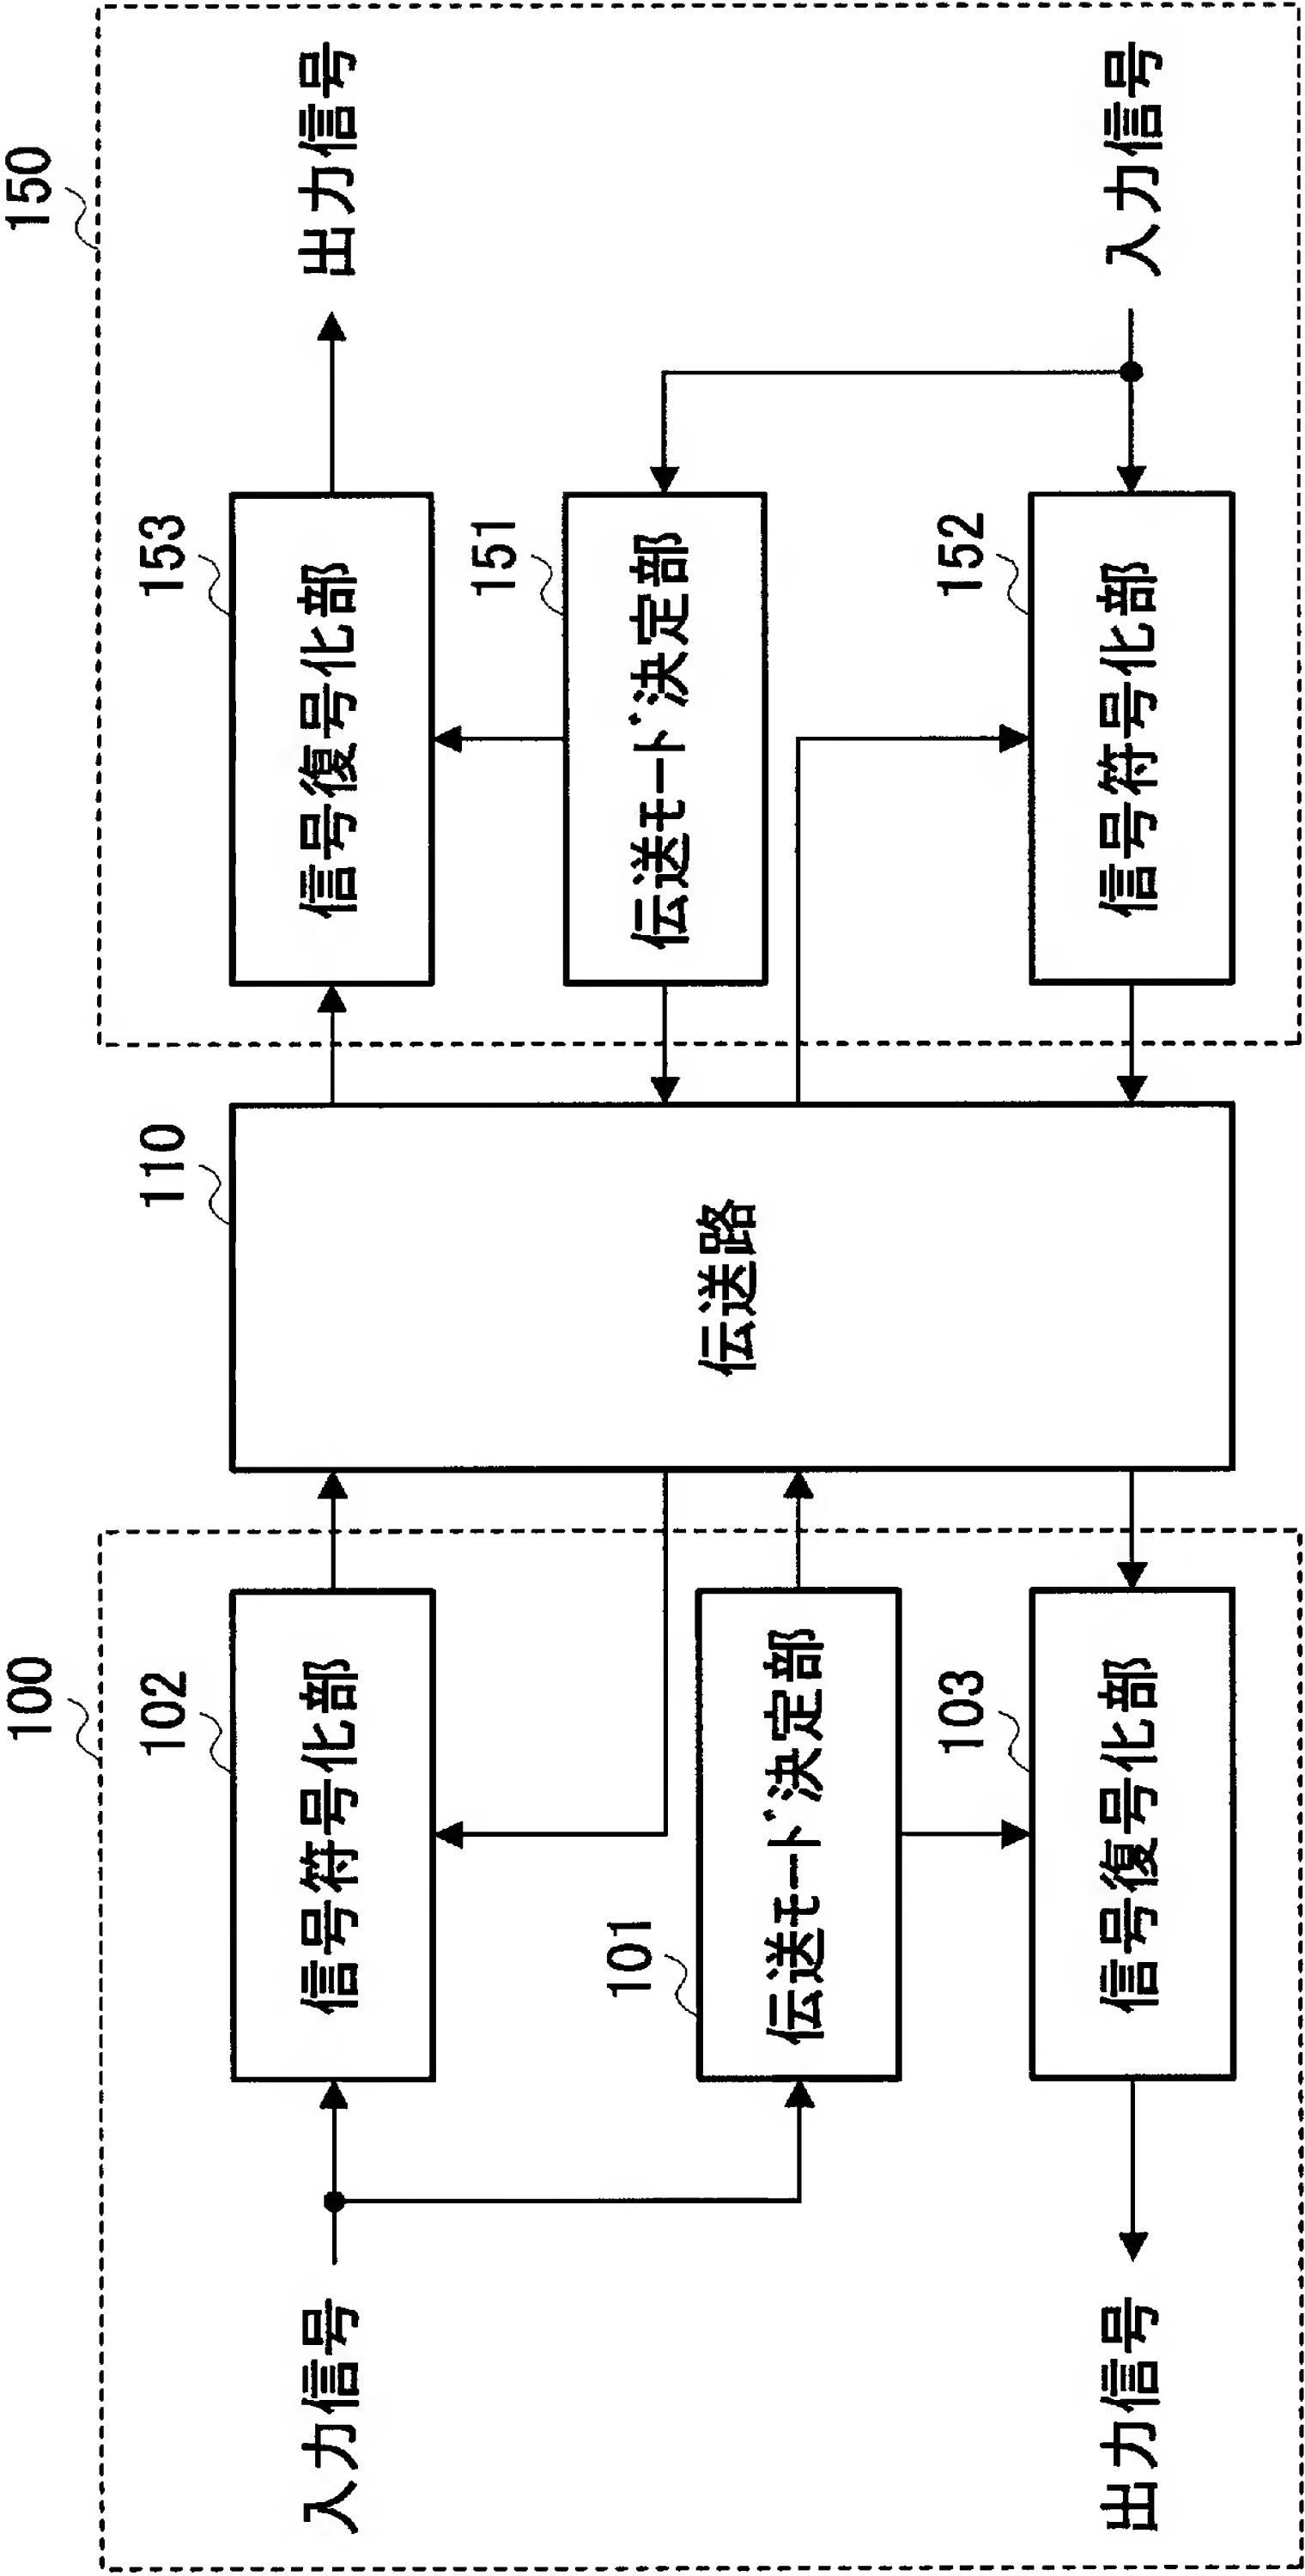 100
入力信号
102
信号符号化部
101
伝送モード決定部
103
信号復号化部
出力信号
110
伝送路
150
153
信号復号化部
出力信号
151
伝送モード決定部
152
信号符号化部
入力信号